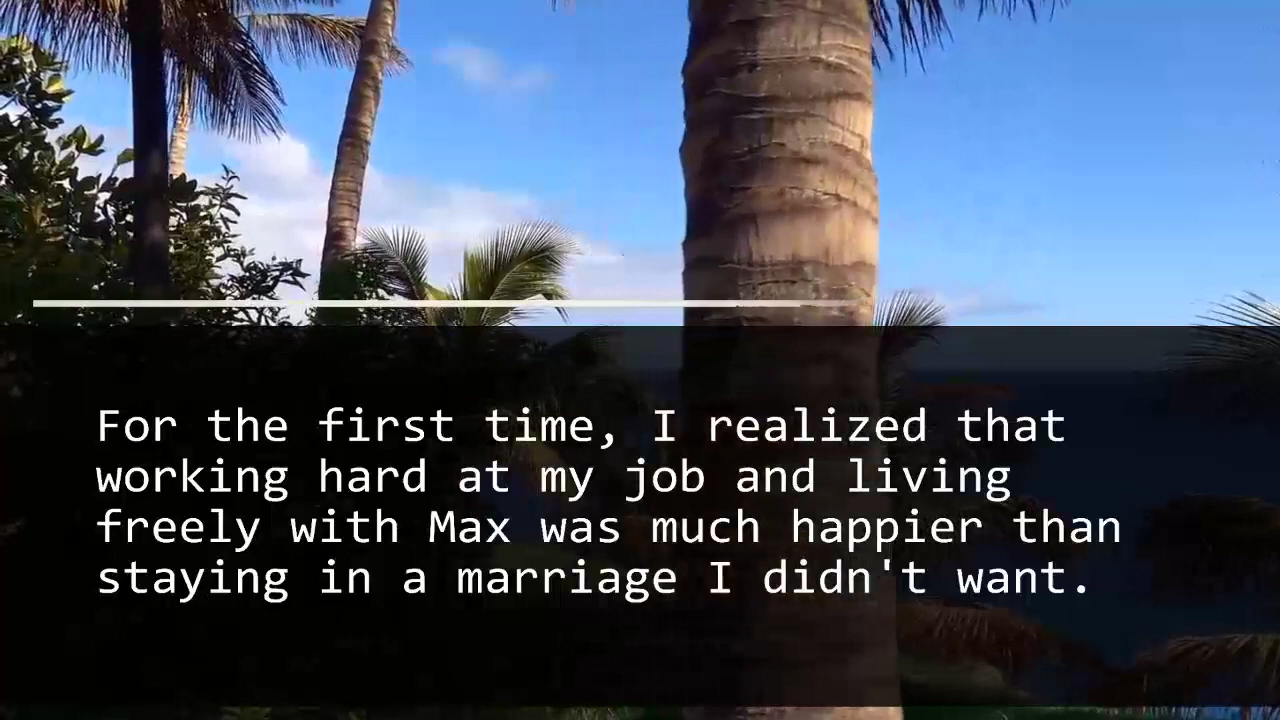 For the first time, I realized that
working hard at my job and living
freely with Max was much happier than
staying in a marriage I didn't want.